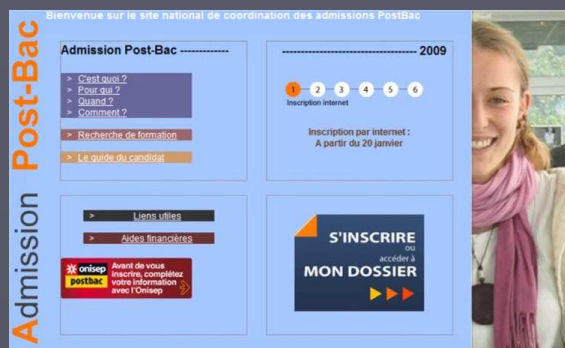 Bienvenue sur le site national de coordination des admissions PostBac
Admission Post-Bac
Admission Post-Bac -------------
> C'est quoi ?
> Pour qui ?
> Quand ?
> Comment ?
> Recherche de formation
> Le guide du candidat
----------------------------------- 2009
1 2 3 4 5 6
Inscription internet
Inscription par internet :
A partir du 20 janvier
> Liens utiles
> Aides financières
onisep
postbac
Avant de vous
inscrire, complétez
votre information
avec l'Onisep
S'INSCRIRE
ou
accéder à
MON DOSSIER